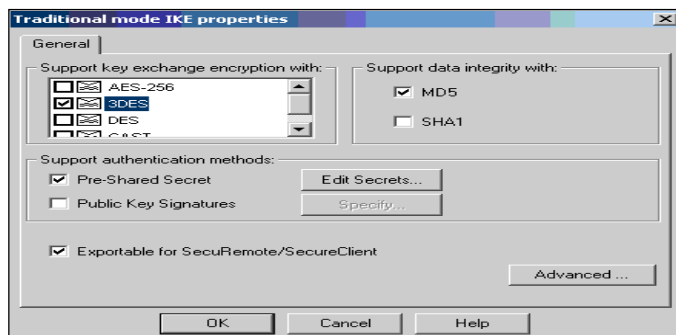 Traditional mode IKE properties
General
Support key exchange encryption with:
AES-256
3DES
DES
CAST
Support data integrity with:
MD5
SHA1
Support authentication methods:
Pre-Shared Secret
Edit Secrets...
Public Key Signatures
Specify...
Exportable for SecuRemote/SecureClient
Advanced ...
OK
Cancel
Help